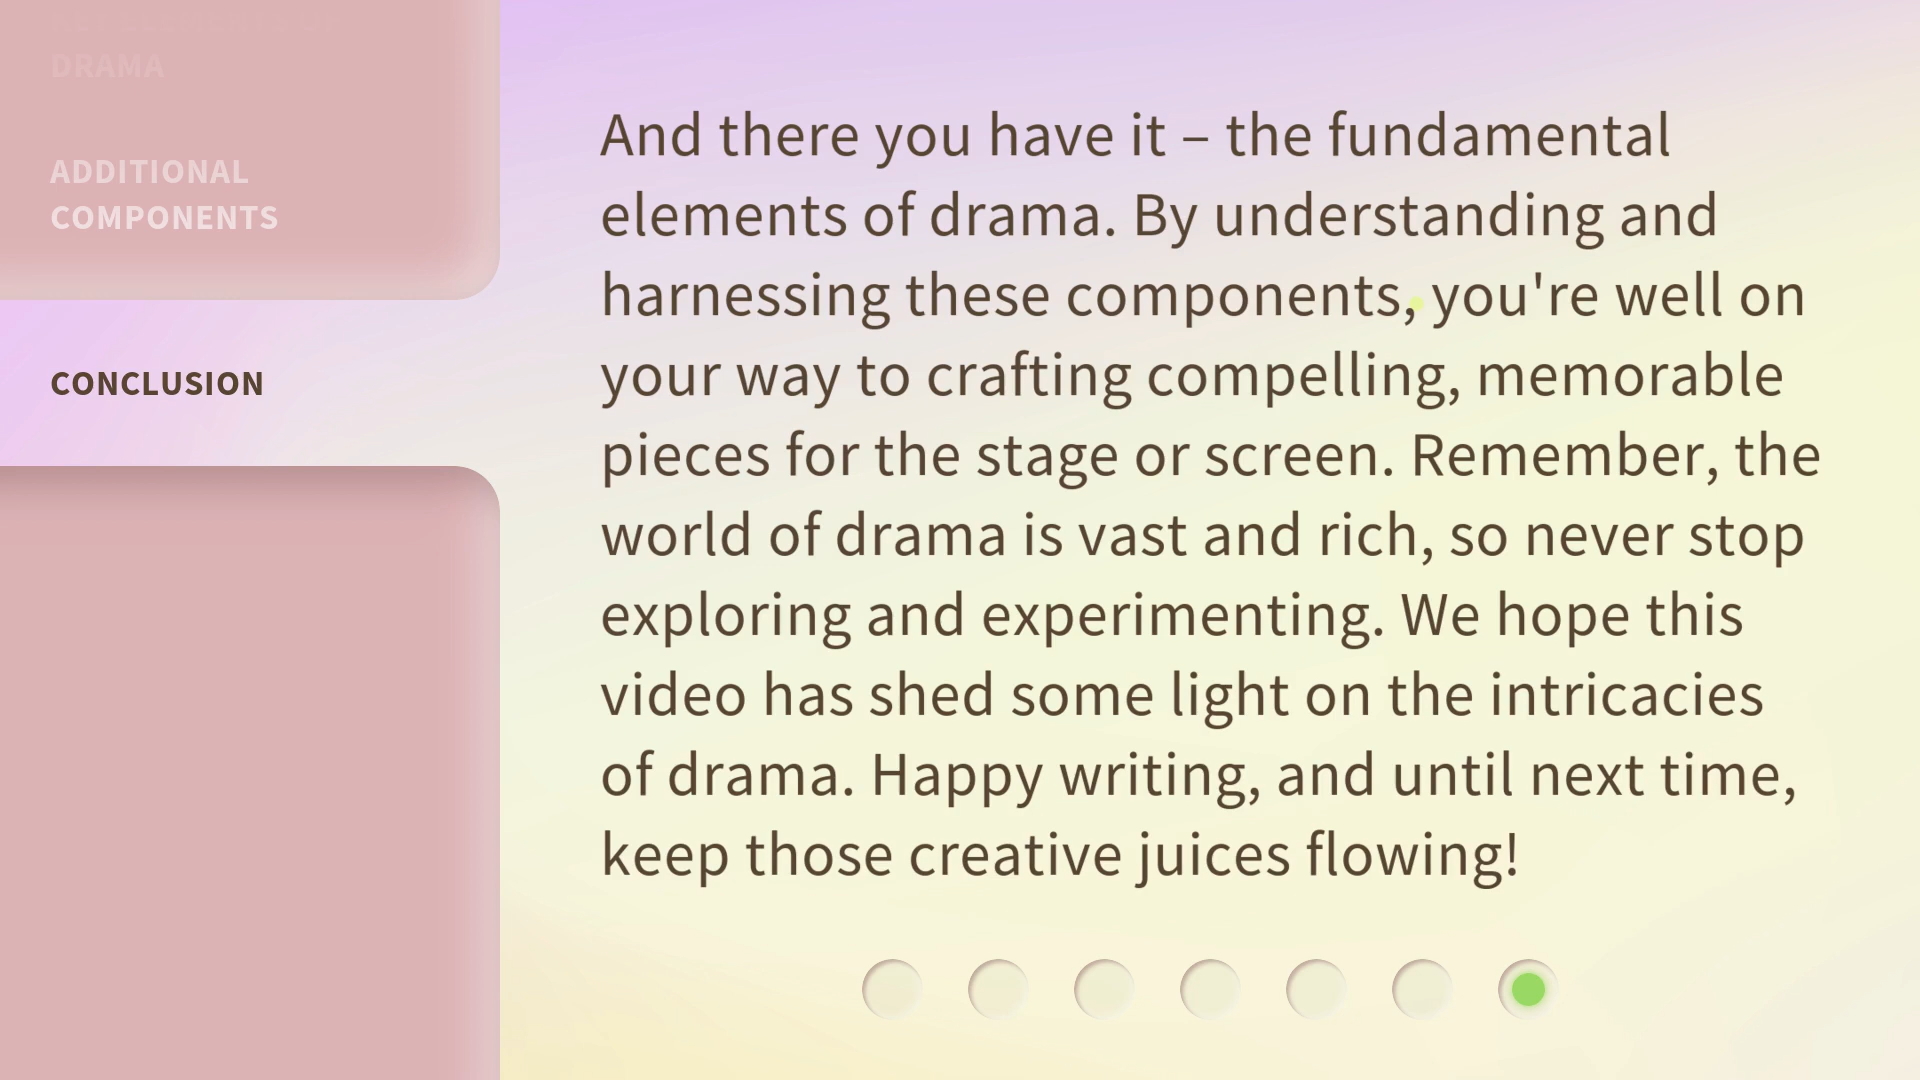 DRAMA
ADDITIONAL
COMPONENTS
CONCLUSION
And there you have it – the fundamental
elements of drama. By understanding and
harnessing these components, you're well on
your way to crafting compelling, memorable
pieces for the stage or screen. Remember, the
world of drama is vast and rich, so never stop
exploring and experimenting. We hope this
video has shed some light on the intricacies
of drama. Happy writing, and until next time,
keep those creative juices flowing!